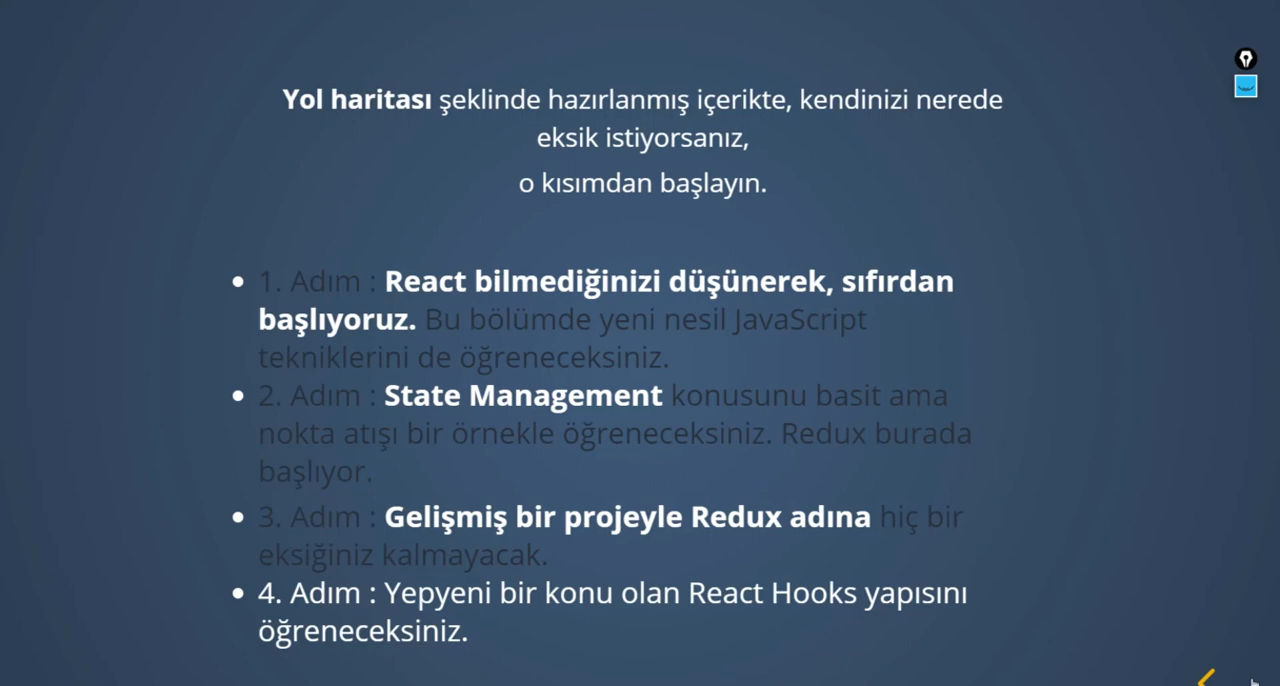 Yol haritası şeklinde hazırlanmış içerikte, kendinizi nerede
eksik istiyorsanız,
o kısımdan başlayın.
• 1. Adım : React bilmediğinizi düşünerek, sıfırdan
başlıyoruz. Bu bölümde yeni nesil JavaScript
tekniklerini de öğreneceksiniz.
• 2. Adım : State Management konusunu basit ama
nokta atışı bir örnekle öğreneceksiniz. Redux burada
başlıyor.
• 3. Adım : Gelişmiş bir projeyle Redux adına hiç bir
eksiğiniz kalmayacak.
• 4. Adım : Yepyeni bir konu olan React Hooks yapısını
öğreneceksiniz.